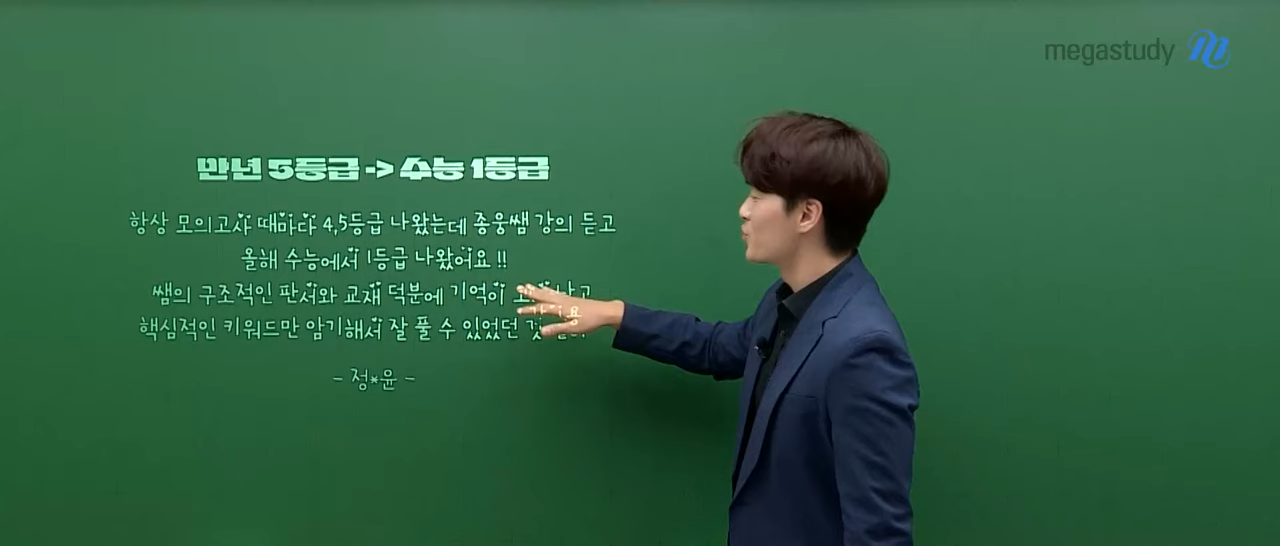 megastudy
만년 5등급 -> 수능 1등급
항상 모의고사 때마다 4,5등급 나왔는데 종웅쌤 강의 듣고
올해 수능에서 1등급 나왔어요 !!
쌤의 구조적인 판서와 교재 덕분에 기억이
핵심적인 키워드만 암기해서 잘 풀 수 있었던 것
- 정*윤 -